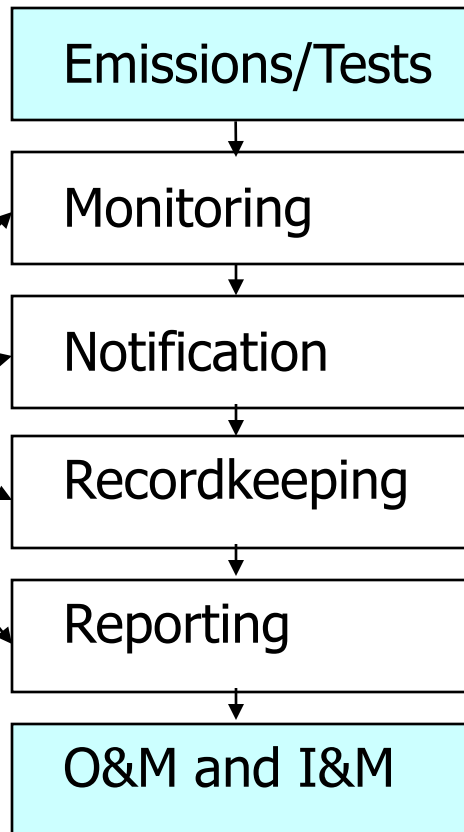 Emissions/Tests
Monitoring
Notification
Recordkeeping
Reporting
O&M and I&M